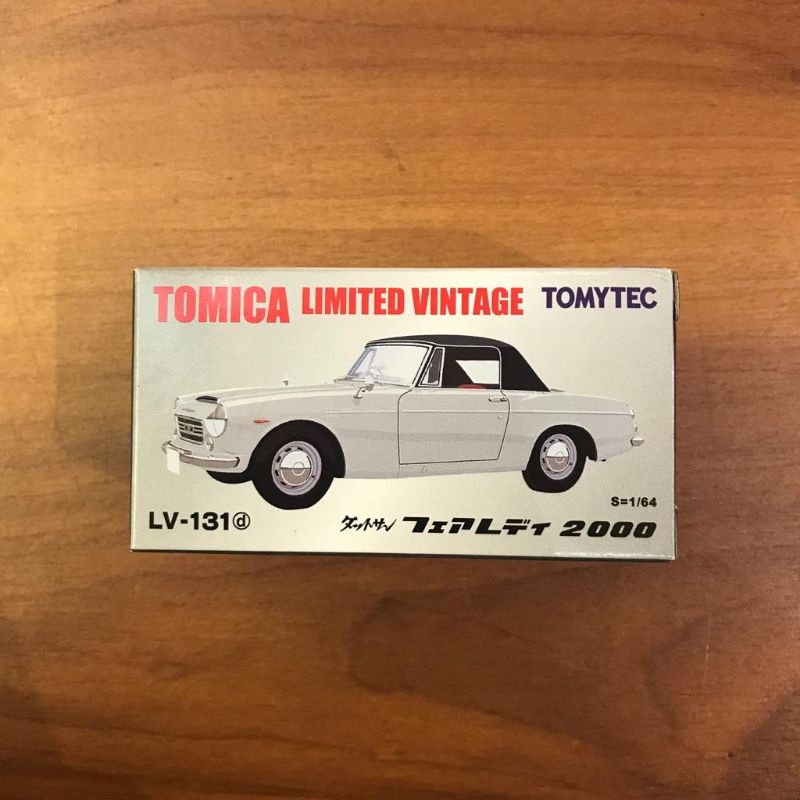 TOMICA LIMITED VINTAGE TOMYTEC
S=1/64
LV-131ⓓ ダットサン フェアレディ 2000